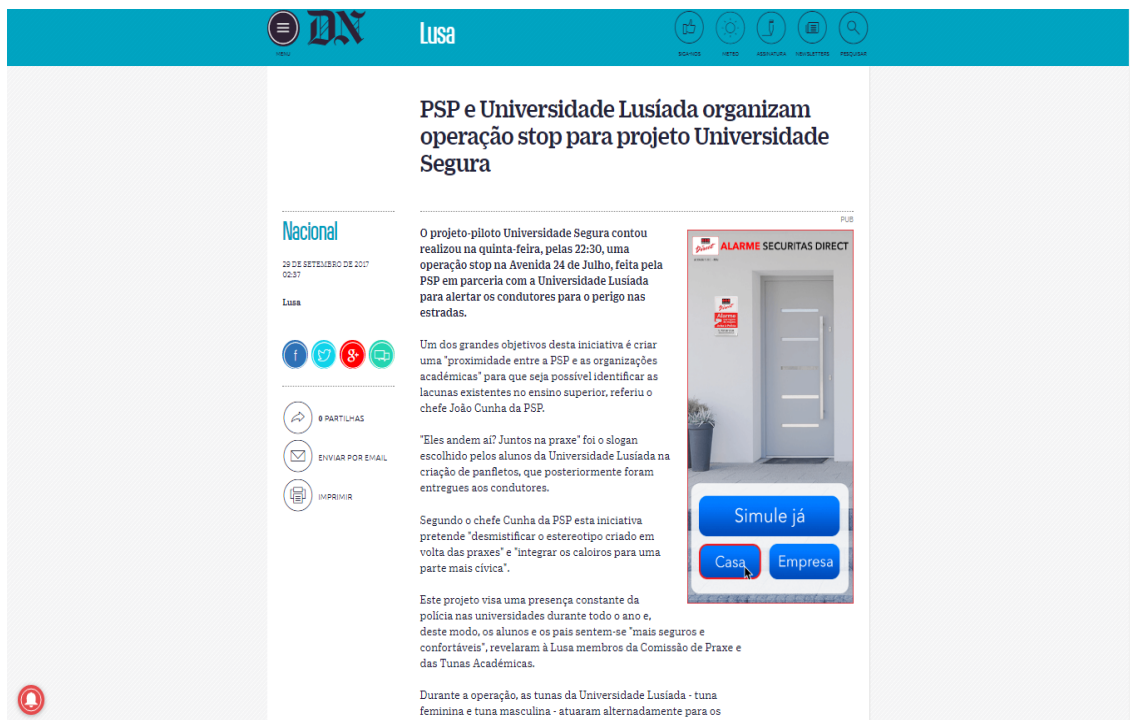 DN
Lusa
MENU
SIGA-NOS
METEO
ASSINATURA
NEWSLETTERS
PESQUISAR
PSP e Universidade Lusíada organizam
operação stop para projeto Universidade
Segura
Nacional
29 DE SETEMBRO DE 2017
02:37
Lusa
f
g+
0 PARTILHAS
ENVIAR POR EMAIL
IMPRIMIR
O projeto-piloto Universidade Segura contou
realizou na quinta-feira, pelas 22:30, uma
operação stop na Avenida 24 de Julho, feita pela
PSP em parceria com a Universidade Lusíada
para alertar os condutores para o perigo nas
estradas.
Um dos grandes objetivos desta iniciativa é criar
uma "proximidade entre a PSP e as organizações
académicas" para que seja possível identificar as
lacunas existentes no ensino superior, referiu o
chefe João Cunha da PSP.
"Eles andem aí? Juntos na praxe" foi o slogan
escolhido pelos alunos da Universidade Lusíada na
criação de panfletos, que posteriormente foram
entregues aos condutores.
Segundo o chefe Cunha da PSP esta iniciativa
pretende "desmistificar o estereotipo criado em
volta das praxes" e "integrar os caloiros para uma
parte mais cívica".
Este projeto visa uma presença constante da
polícia nas universidades durante todo o ano e,
deste modo, os alunos e os pais sentem-se "mais seguros e
confortáveis", revelaram à Lusa membros da Comissão de Praxe e
das Tunas Académicas.
Durante a operação, as tunas da Universidade Lusíada - tuna
feminina e tuna masculina - atuaram alternadamente para os
PUB
ALARME SECURITAS DIRECT
Direct
Alarme
Simule já
Casa
Empresa